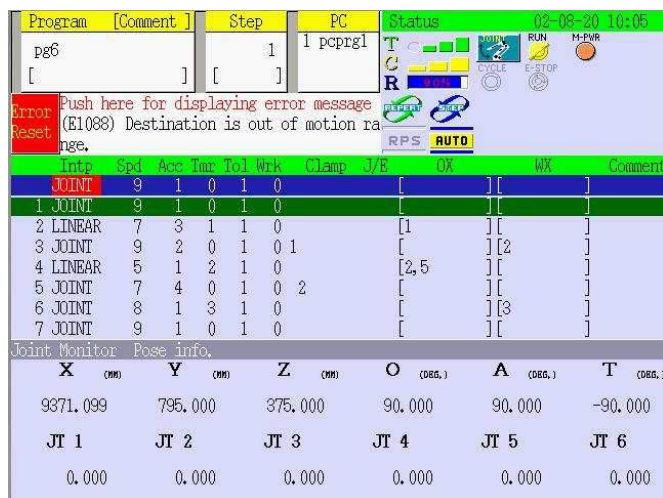 Program [Comment ] Step PC Status 02-08-20 10:05
pg6 1 1 pcprg1 T RUN M-PWR
[ ] [ ] C CYCLE E-STOP
R 90%
Error Reset
Push here for displaying error message
(E1088) Destination is out of motion ra
nge.
REPEAT
RPS AUTO
Intp Spd Acc Tmr Tol Wrk Clamp J/E OX WX Comment
JOINT 9 1 0 1 0 [ ][ ]
1 JOINT 9 1 0 1 0 [ ][ ]
2 LINEAR 7 3 1 1 0 [1 ][ ]
3 JOINT 9 2 0 1 0 1 [ ][2 ]
4 LINEAR 5 1 2 1 0 [2,5 ][ ]
5 JOINT 7 4 0 1 0 2 [ ][ ]
6 JOINT 8 1 3 1 0 [ ][3 ]
7 JOINT 9 1 0 1 0 [ ][ ]
Joint Monitor Pose info.
X (MM) Y (MM) Z (MM) O (DEG.) A (DEG.) T (DEG.)
9371.099 795.000 375.000 90.000 90.000 -90.000
JT 1 JT 2 JT 3 JT 4 JT 5 JT 6
0.000 0.000 0.000 0.000 0.000 0.000